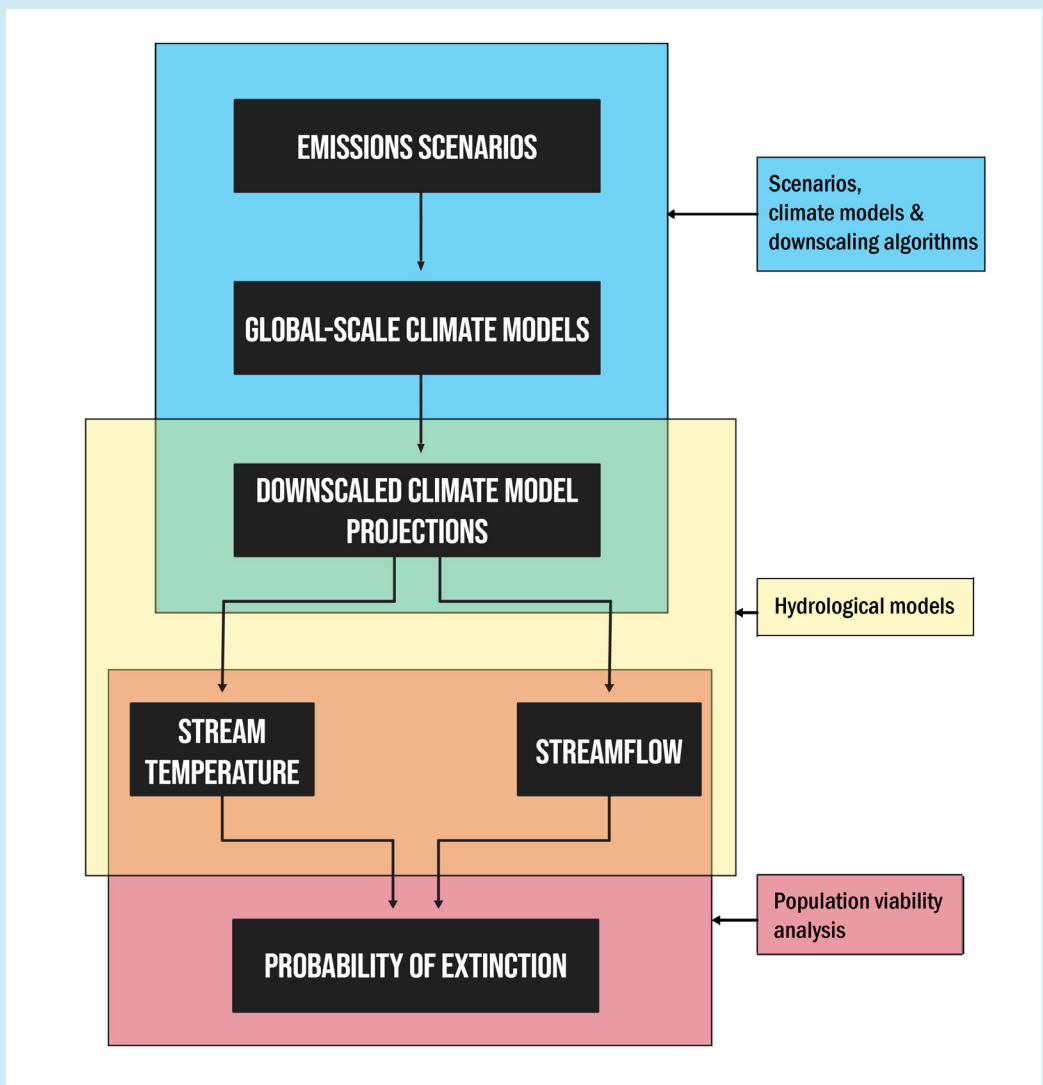 EMISSIONS SCENARIOS
Scenarios,
climate models &
downscaling algorithms
GLOBAL-SCALE CLIMATE MODELS
DOWNSCALED CLIMATE MODEL
PROJECTIONS
Hydrological models
STREAM
TEMPERATURE
STREAMFLOW
Population viability
analysis
PROBABILITY OF EXTINCTION